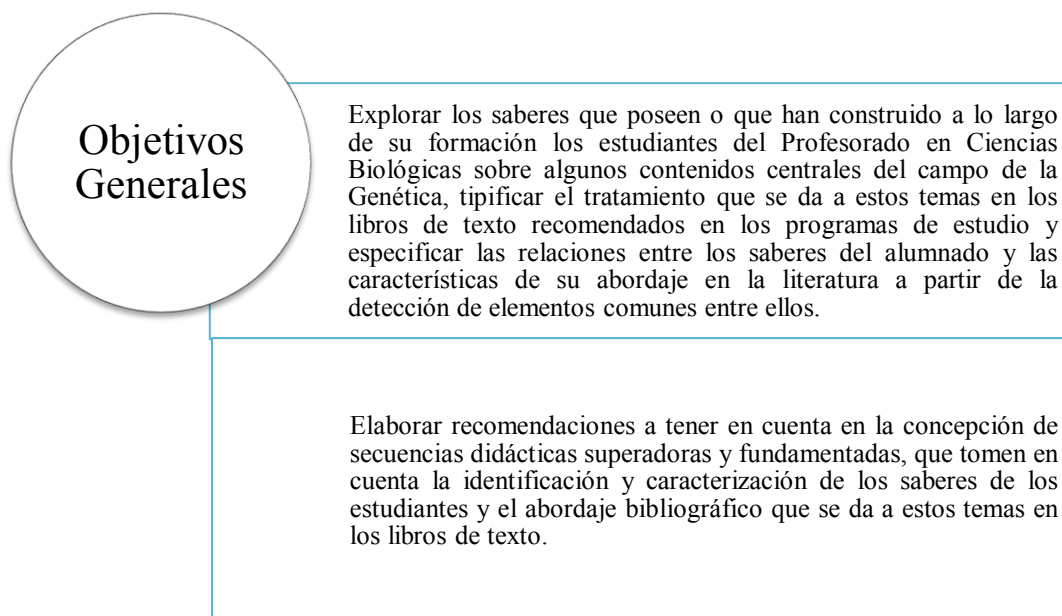 Objetivos
Generales
Explorar los saberes que poseen o que han construido a lo largo
de su formación los estudiantes del Profesorado en Ciencias
Biológicas sobre algunos contenidos centrales del campo de la
Genética, tipificar el tratamiento que se da a estos temas en los
libros de texto recomendados en los programas de estudio y
especificar las relaciones entre los saberes del alumnado y las
características de su abordaje en la literatura a partir de la
detección de elementos comunes entre ellos.
Elaborar recomendaciones a tener en cuenta en la concepción de
secuencias didácticas superadoras y fundamentadas, que tomen en
cuenta la identificación y caracterización de los saberes de los
estudiantes y el abordaje bibliográfico que se da a estos temas en
los libros de texto.